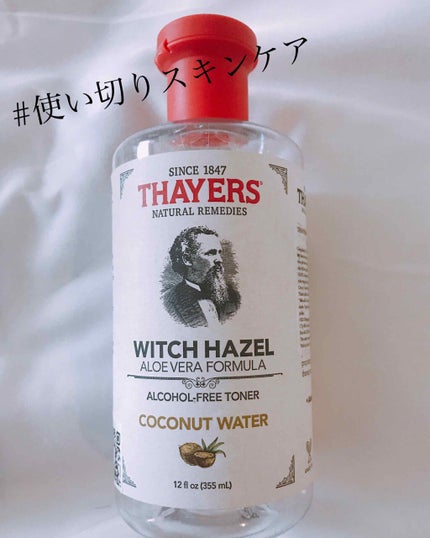 #使い切りスキンケア
SINCE 1847
THAYERS®
NATURAL REMEDIES
WITCH HAZEL
ALOE VERA FORMULA
ALCOHOL-FREE TONER
COCONUT WATER
12 fl oz (355 mL)